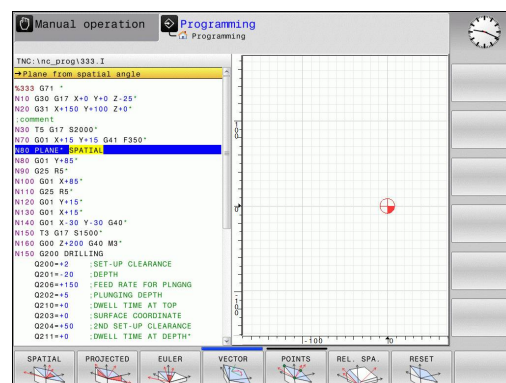 Manual operation
Programming
Programming
TNC:\nc_prog\333.I
→Plane from spatial angle
%333 G71 *
N10 G30 G17 X+0 Y+0 Z-25*
N20 G31 X+150 Y+100 Z+0*
;comment
N30 T5 G17 S2000*
N70 G01 X+15 Y+15 G41 F350*
N80 PLANE* SPATIAL
N80 G01 Y+85*
N90 G25 R5*
N100 G01 X+85*
N110 G25 R5*
N120 G01 Y+15*
N130 G01 X+15*
N140 G01 X-30 Y-30 G40*
N150 T3 G17 S1500*
N160 G00 Z+200 G40 M3*
N150 G200 DRILLING
Q200=+2 ;SET-UP CLEARANCE
Q201=-20 ;DEPTH
Q206=+150 ;FEED RATE FOR PLNGNG
Q202=+5 ;PLUNGING DEPTH
Q210=+0 ;DWELL TIME AT TOP
Q203=+0 ;SURFACE COORDINATE
Q204=+50 ;2ND SET-UP CLEARANCE
Q211=+0 ;DWELL TIME AT DEPTH*
100
0
-100
-100
0
SPATIAL
PROJECTED
EULER
VECTOR
POINTS
REL. SPA.
RESET